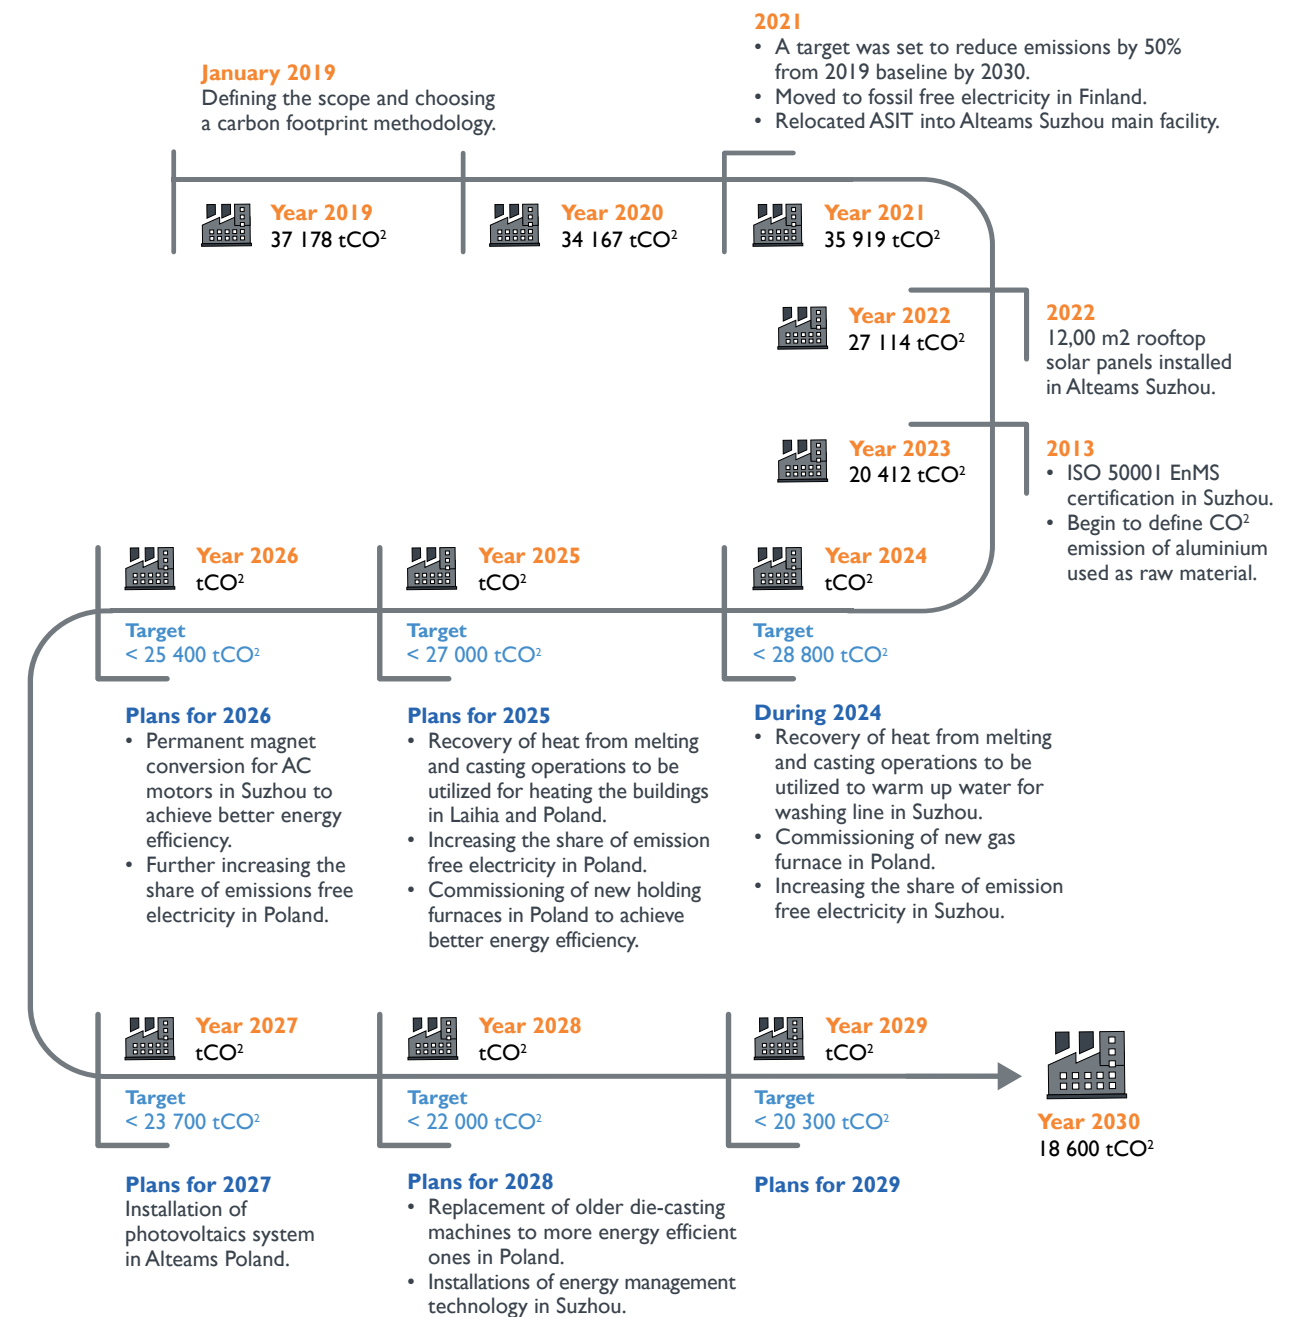 January 2019
Defining the scope and choosing
a carbon footprint methodology.
2021
• A target was set to reduce emissions by 50%
from 2019 baseline by 2030.
• Moved to fossil free electricity in Finland.
• Relocated ASIT into Alteams Suzhou main facility.
Year 2019
37 178 tCO²
Year 2020
34 167 tCO²
Year 2021
35 919 tCO²
Year 2022
27 114 tCO²
2022
12,00 m2 rooftop
solar panels installed
in Alteams Suzhou.
Year 2023
20 412 tCO²
2013
• ISO 50001 EnMS
certification in Suzhou.
• Begin to define CO²
emission of aluminium
used as raw material.
Year 2024
tCO²
Target
< 28 800 tCO²
During 2024
• Recovery of heat from melting
and casting operations to be
utilized to warm up water for
washing line in Suzhou.
• Commissioning of new gas
furnace in Poland.
• Increasing the share of emission
free electricity in Suzhou.
Year 2025
tCO²
Target
< 27 000 tCO²
Plans for 2025
• Recovery of heat from melting
and casting operations to be
utilized for heating the buildings
in Laihia and Poland.
• Increasing the share of emission
free electricity in Poland.
• Commissioning of new holding
furnaces in Poland to achieve
better energy efficiency.
Year 2026
tCO²
Target
< 25 400 tCO²
Plans for 2026
• Permanent magnet
conversion for AC
motors in Suzhou to
achieve better energy
efficiency.
• Further increasing the
share of emissions free
electricity in Poland.
Year 2027
tCO²
Target
< 23 700 tCO²
Plans for 2027
Installation of
photovoltaics system
in Alteams Poland.
Year 2028
tCO²
Target
< 22 000 tCO²
Plans for 2028
• Replacement of older die-casting
machines to more energy efficient
ones in Poland.
• Installations of energy management
technology in Suzhou.
Year 2029
tCO²
Target
< 20 300 tCO²
Plans for 2029
Year 2030
18 600 tCO²